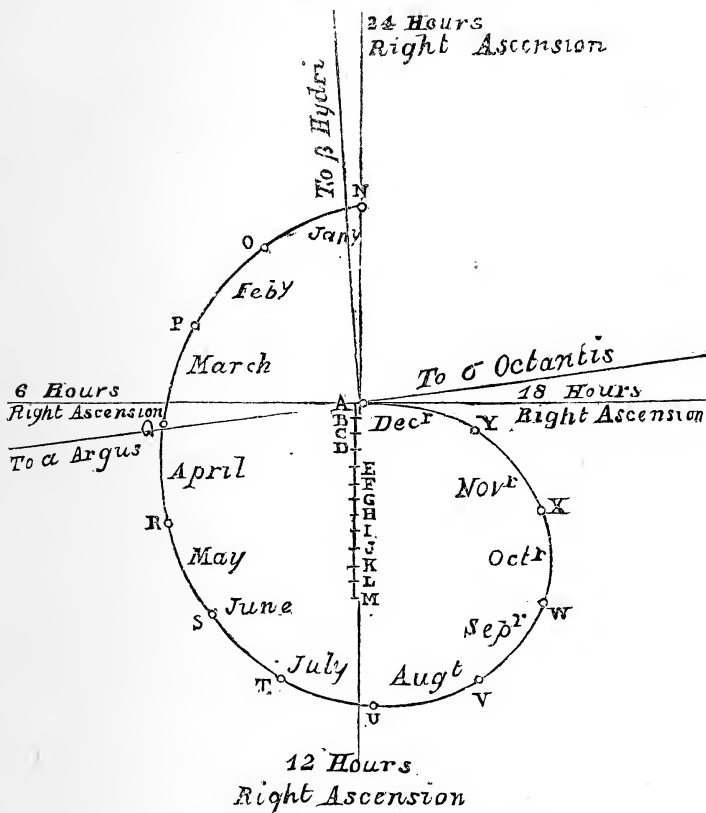 24 Hours
Right Ascension
To β Hydri
N
O
Jany
Feby
P
March
To σ Octantis
6 Hours
Right Ascension
18 Hours
Right Ascension
A
B
C
D
Decr
Y
Q
To α Argus
April
E
F
G
H
I
J
K
L
M
Novr
X
R
May
Octr
S
June
W
Sepr
T
July
Augt
V
U
12 Hours
Right Ascension